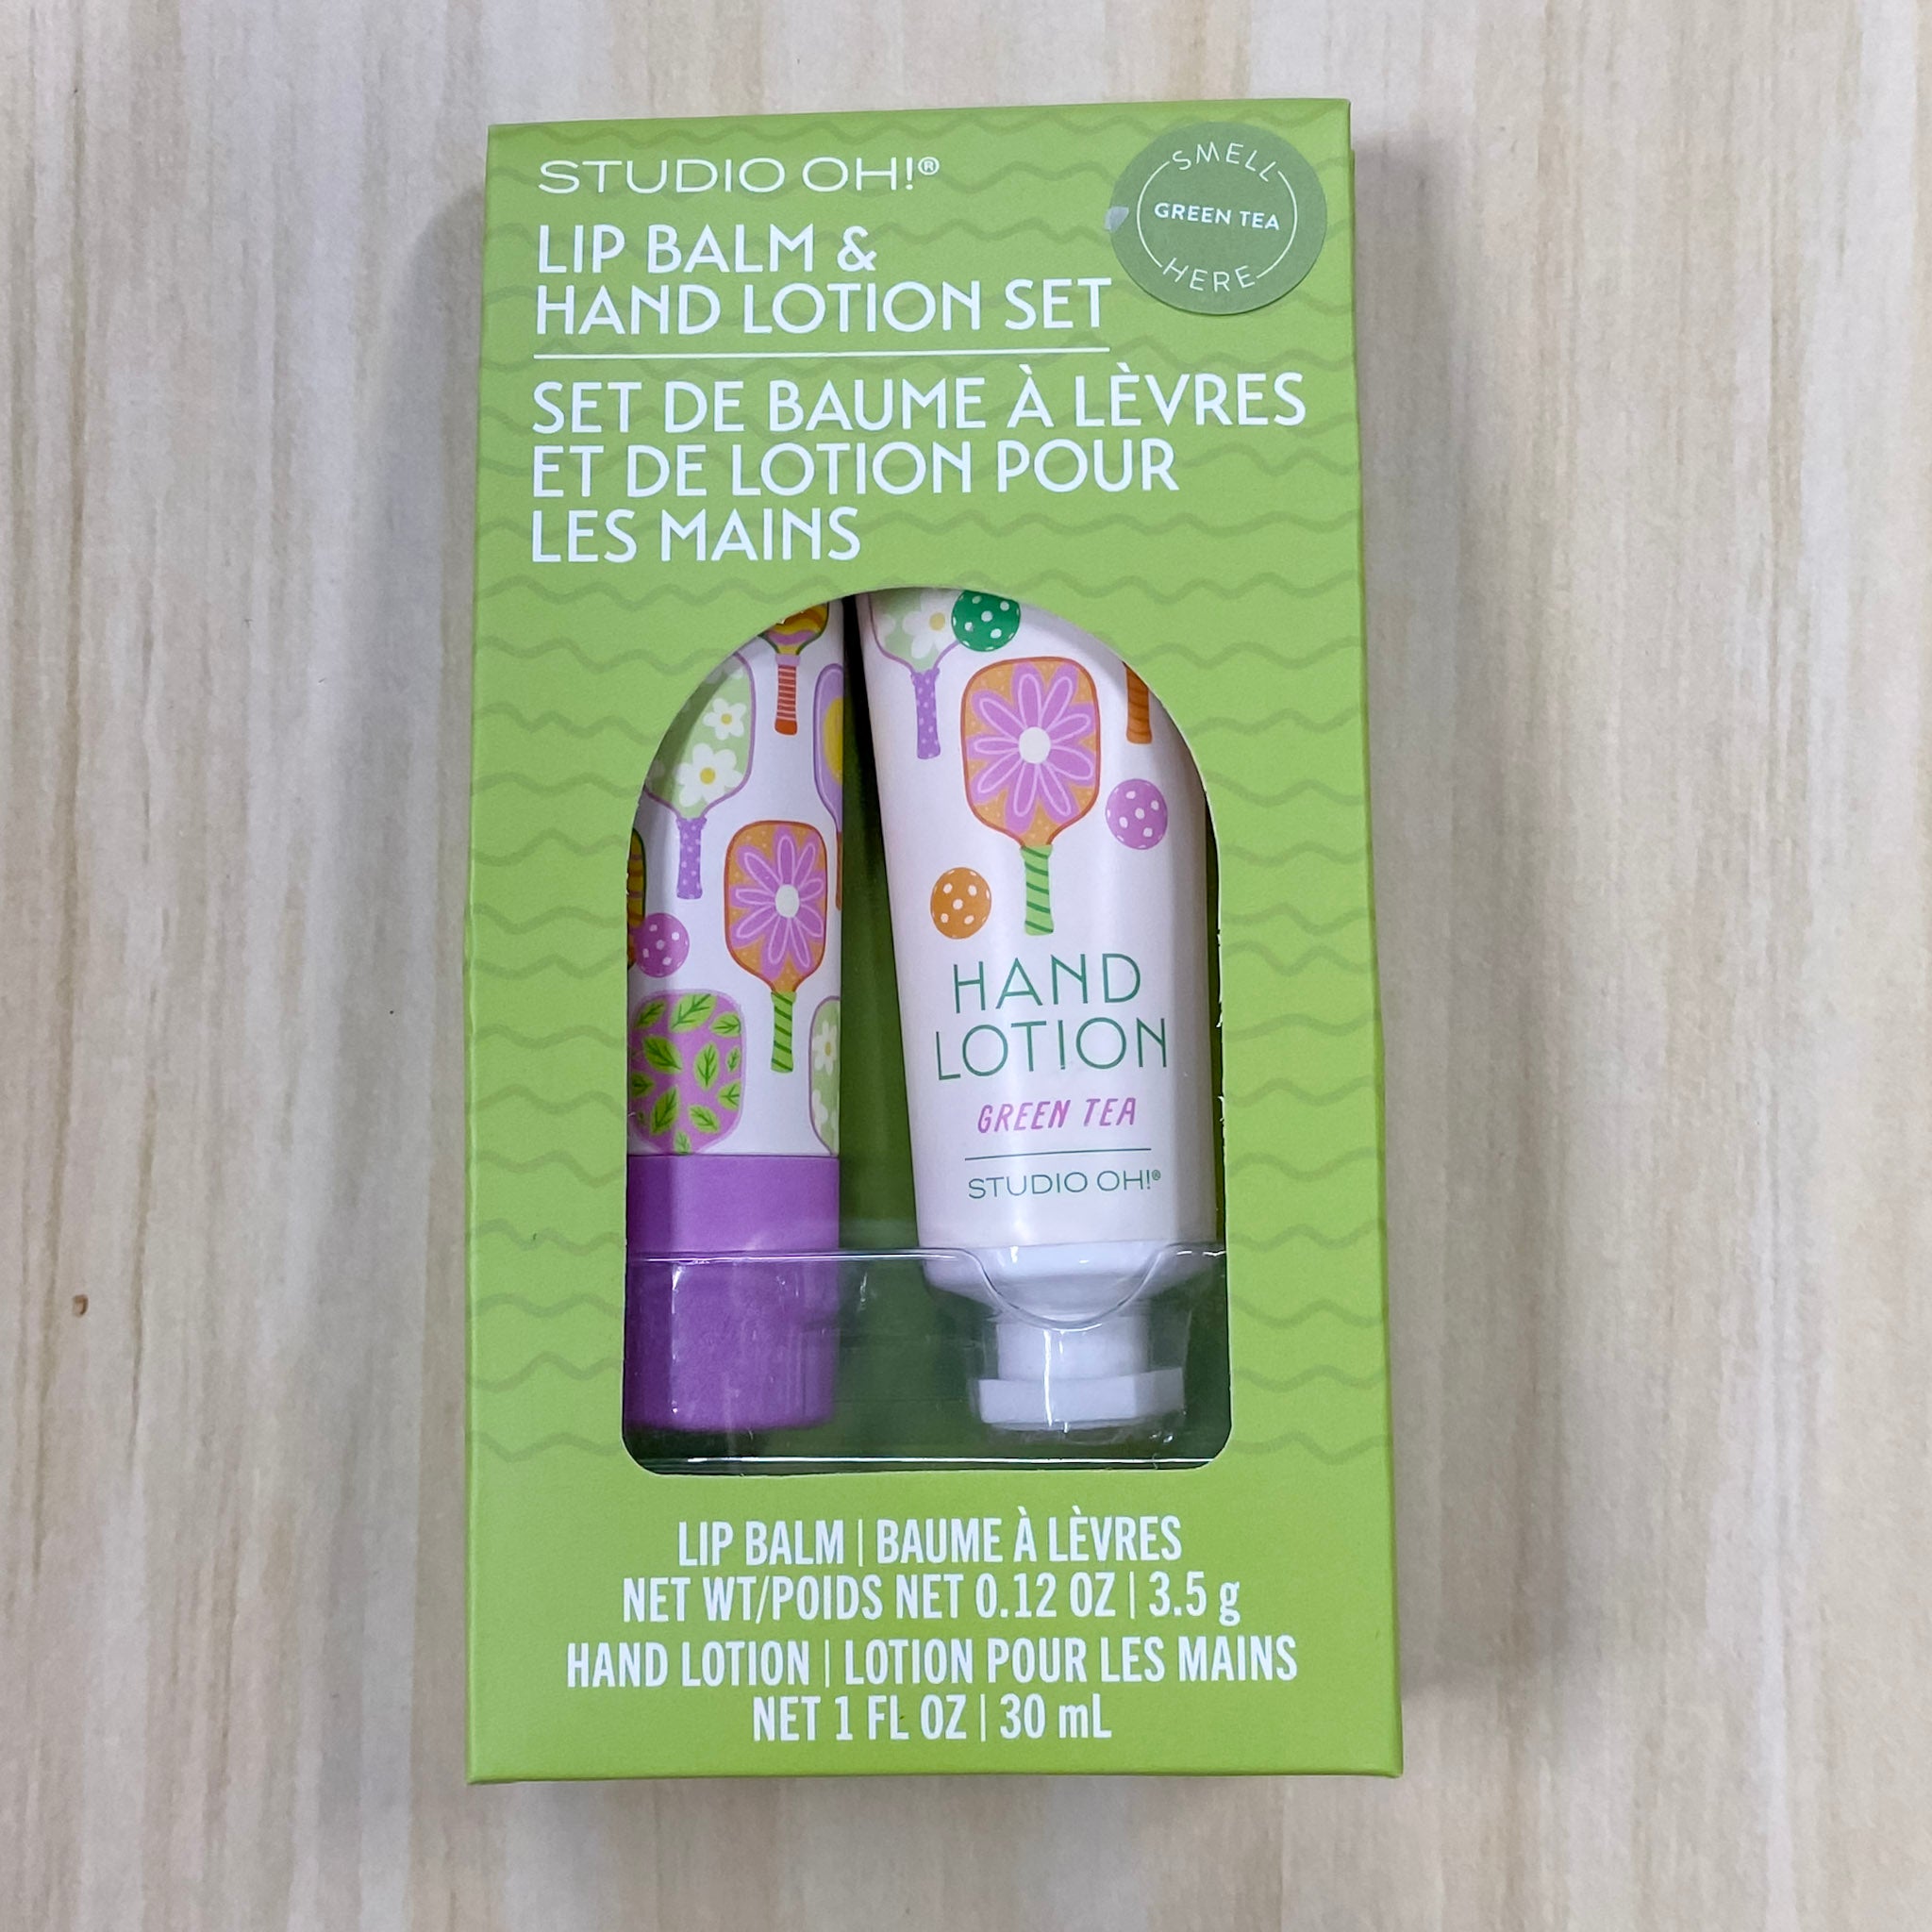 STUDIO OH!®
LIP BALM &
HAND LOTION SET
SMELL
GREEN TEA
HERE
SET DE BAUME À LÈVRES
ET DE LOTION POUR
LES MAINS
HAND
LOTION
GREEN TEA
STUDIO OH!®
LIP BALM | BAUME À LÈVRES
NET WT/POIDS NET 0.12 OZ | 3.5 g
HAND LOTION | LOTION POUR LES MAINS
NET 1 FL OZ | 30 mL